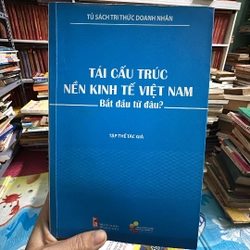 TỦ SÁCH TRI THỨC DOANH NHÂN
TÁI CẤU TRÚC
NỀN KINH TẾ VIỆT NAM
Bắt đầu từ đâu?
TẬP THỂ TÁC GIẢ